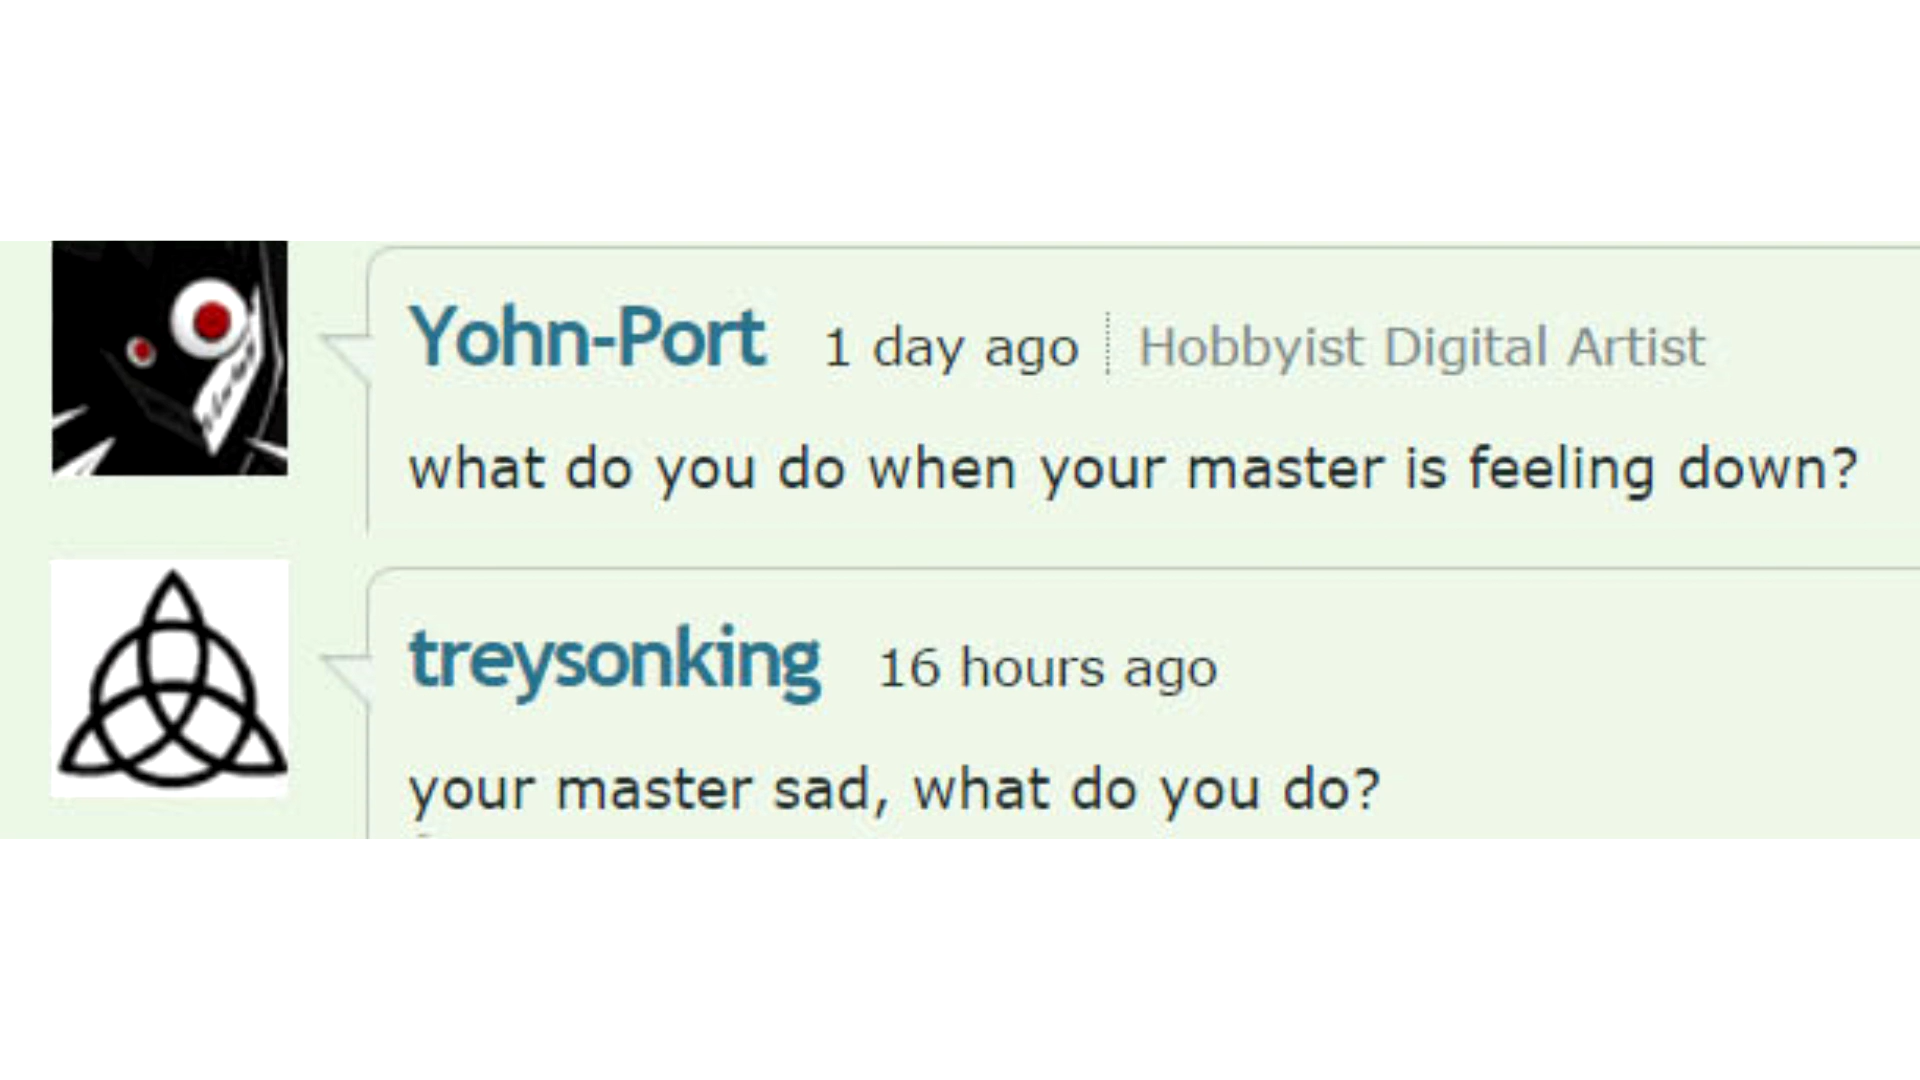 Yohn-Port 1 day ago Hobbyist Digital Artist
what do you do when your master is feeling down?
treysonking 16 hours ago
your master sad, what do you do?